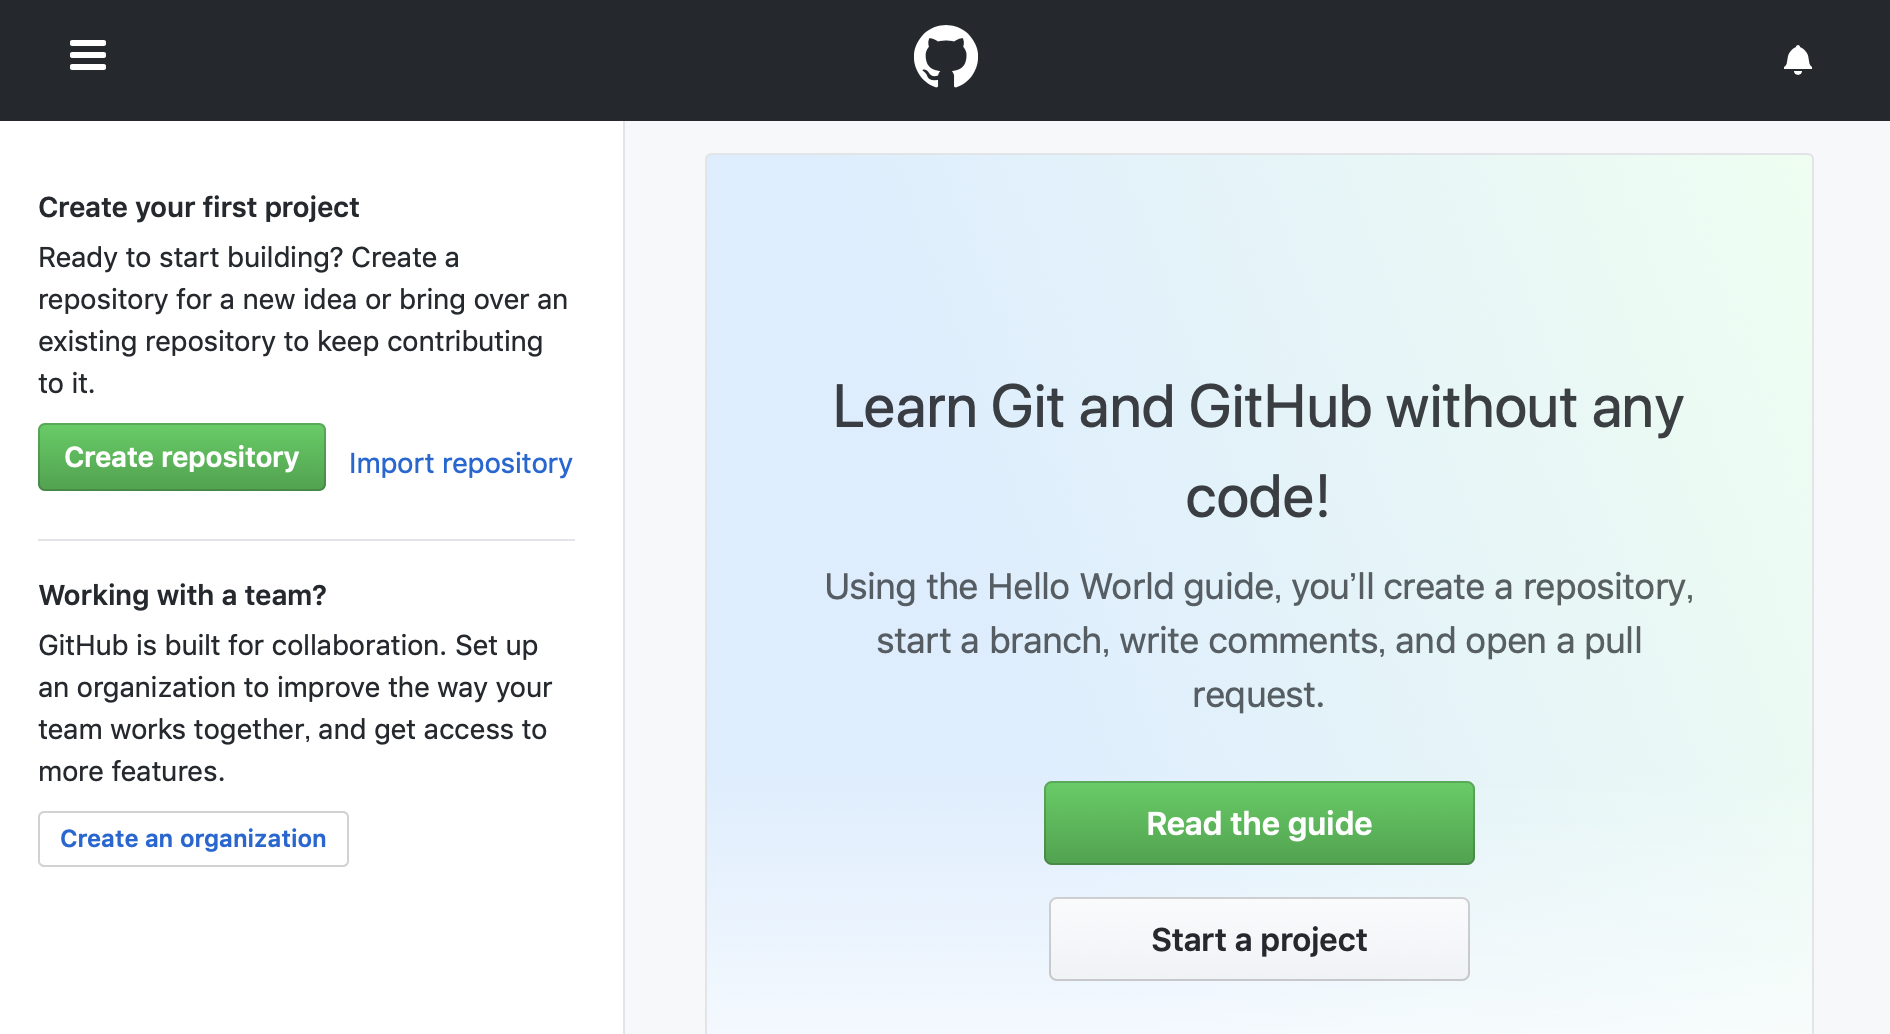 Create your first project
Ready to start building? Create a
repository for a new idea or bring over an
existing repository to keep contributing
to it.
Create repository
Import repository
Working with a team?
GitHub is built for collaboration. Set up
an organization to improve the way your
team works together, and get access to
more features.
Create an organization
Learn Git and GitHub without any
code!
Using the Hello World guide, you’ll create a repository,
start a branch, write comments, and open a pull
request.
Read the guide
Start a project